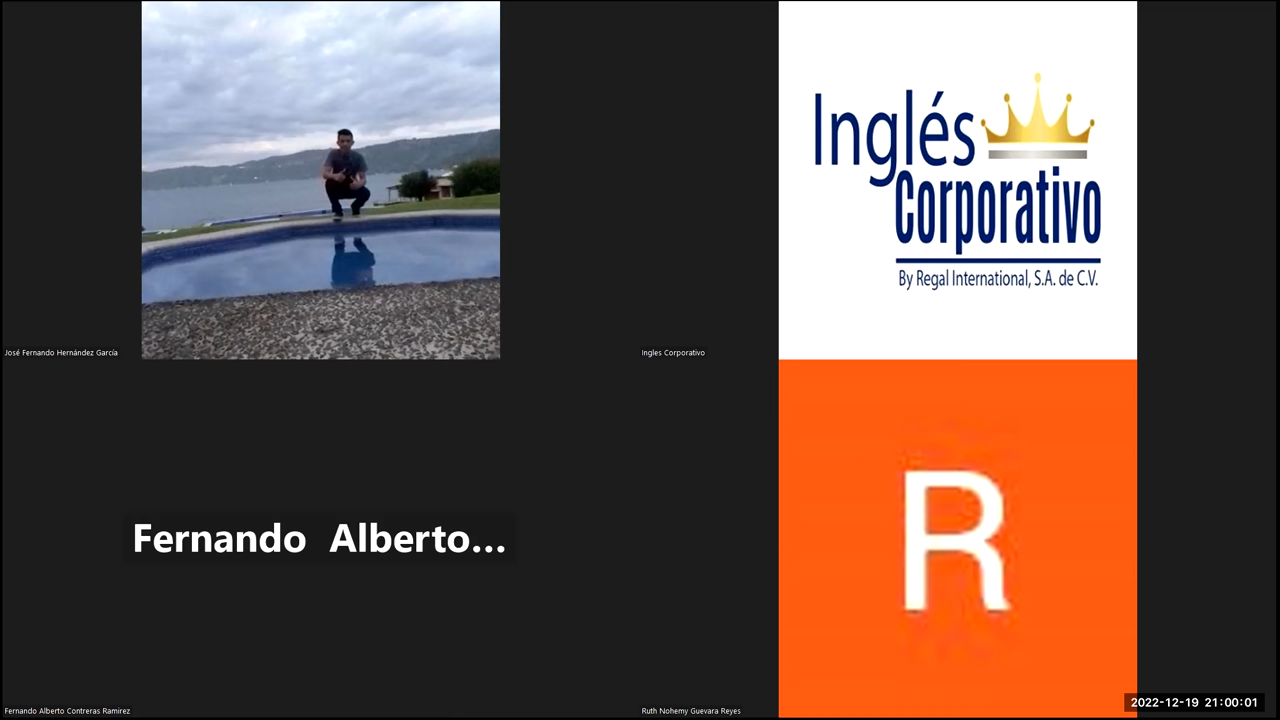 Inglés
Corporativo
By Regal International, S.A. de C.V.
José Fernando Hernández García
Ingles Corporativo
Fernando Alberto...
R
Fernando Alberto Contreras Ramirez
Ruth Nohemy Guevara Reyes
2022-12-19 21:00:01